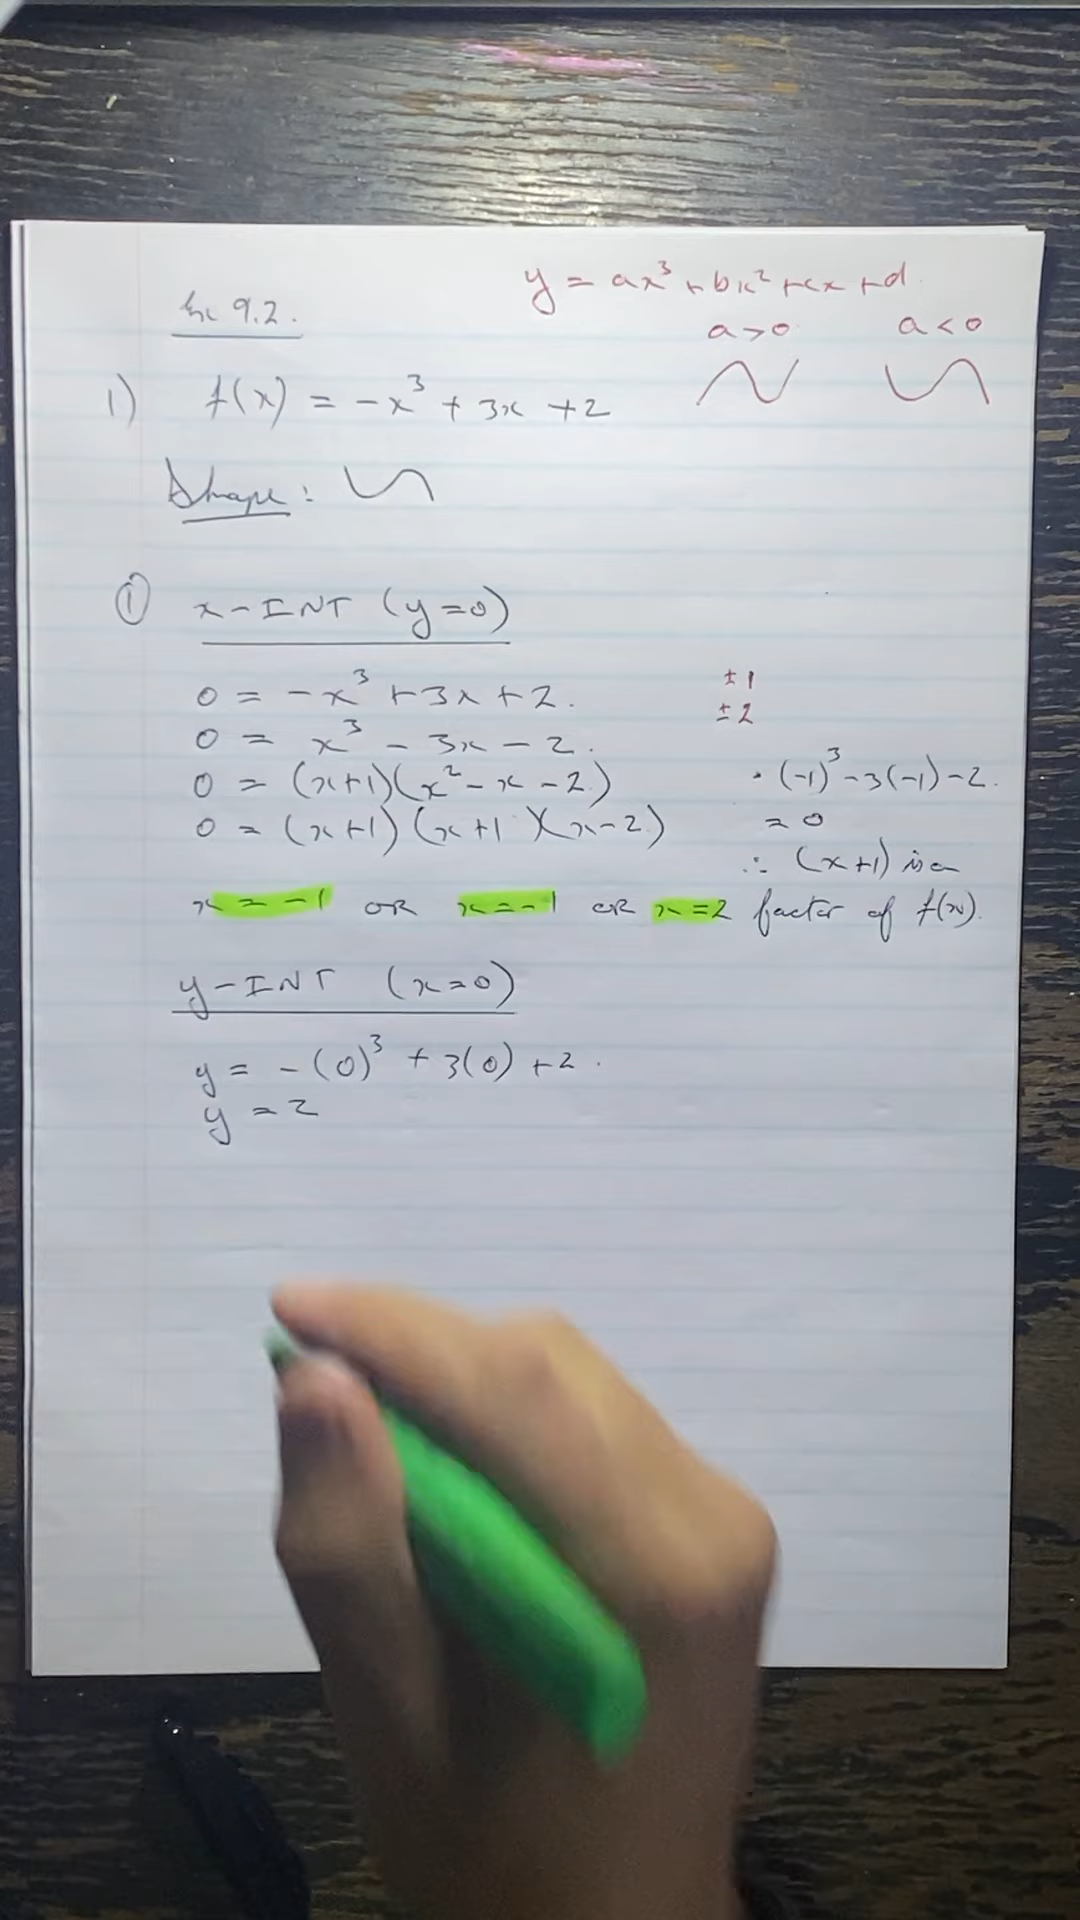 y = ax³ + bx² + cx + d
Ex 9.2.
a > 0 a < 0
1) f(x) = -x³ + 3x + 2
Shape:
① x-INT (y=0)
0 = -x³ + 3x + 2.
0 = x³ - 3x - 2.
0 = (x+1)(x² - x - 2)
0 = (x+1)(x+1)(x-2)
x = -1 OR x = -1 OR x = 2
± 1
± 2
· (-1)³ - 3(-1) - 2.
= 0
∴ (x+1) is a
factor of f(x).
y-INT (x=0)
y = -(0)³ + 3(0) + 2.
y = 2